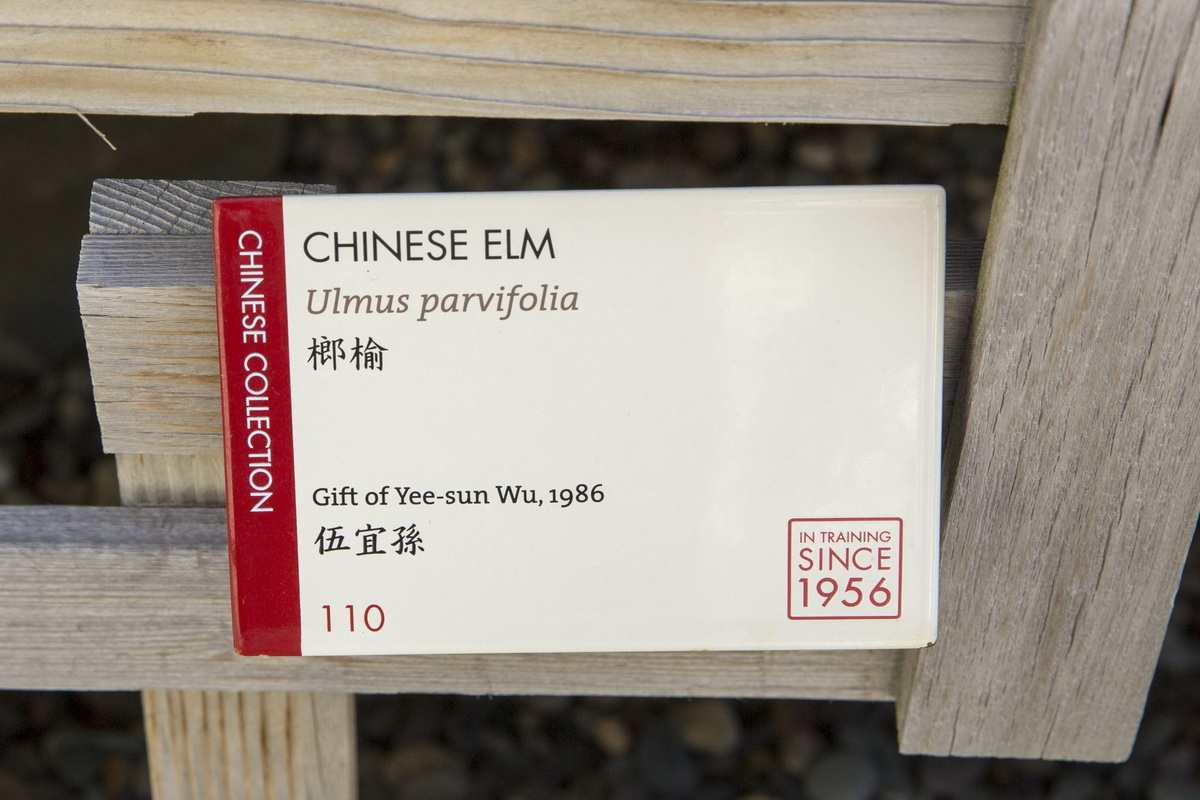 CHINESE COLLECTION
CHINESE ELM
Ulmus parvifolia
榔榆
Gift of Yee-sun Wu, 1986
伍宜孫
110
IN TRAINING
SINCE
1956